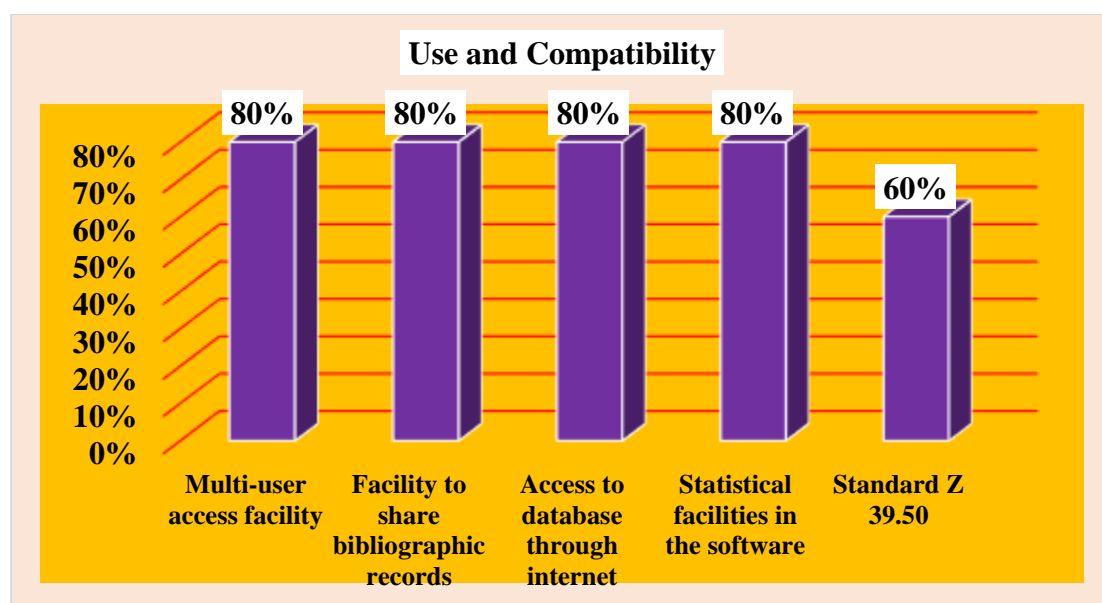 Use and Compatibility
80%
80%
80%
80%
60%
80%
70%
60%
50%
40%
30%
20%
10%
0%
Multi-user
access facility
Facility to
share
bibliographic
records
Access to
database
through
internet
Statistical
facilities in
the software
Standard Z
39.50